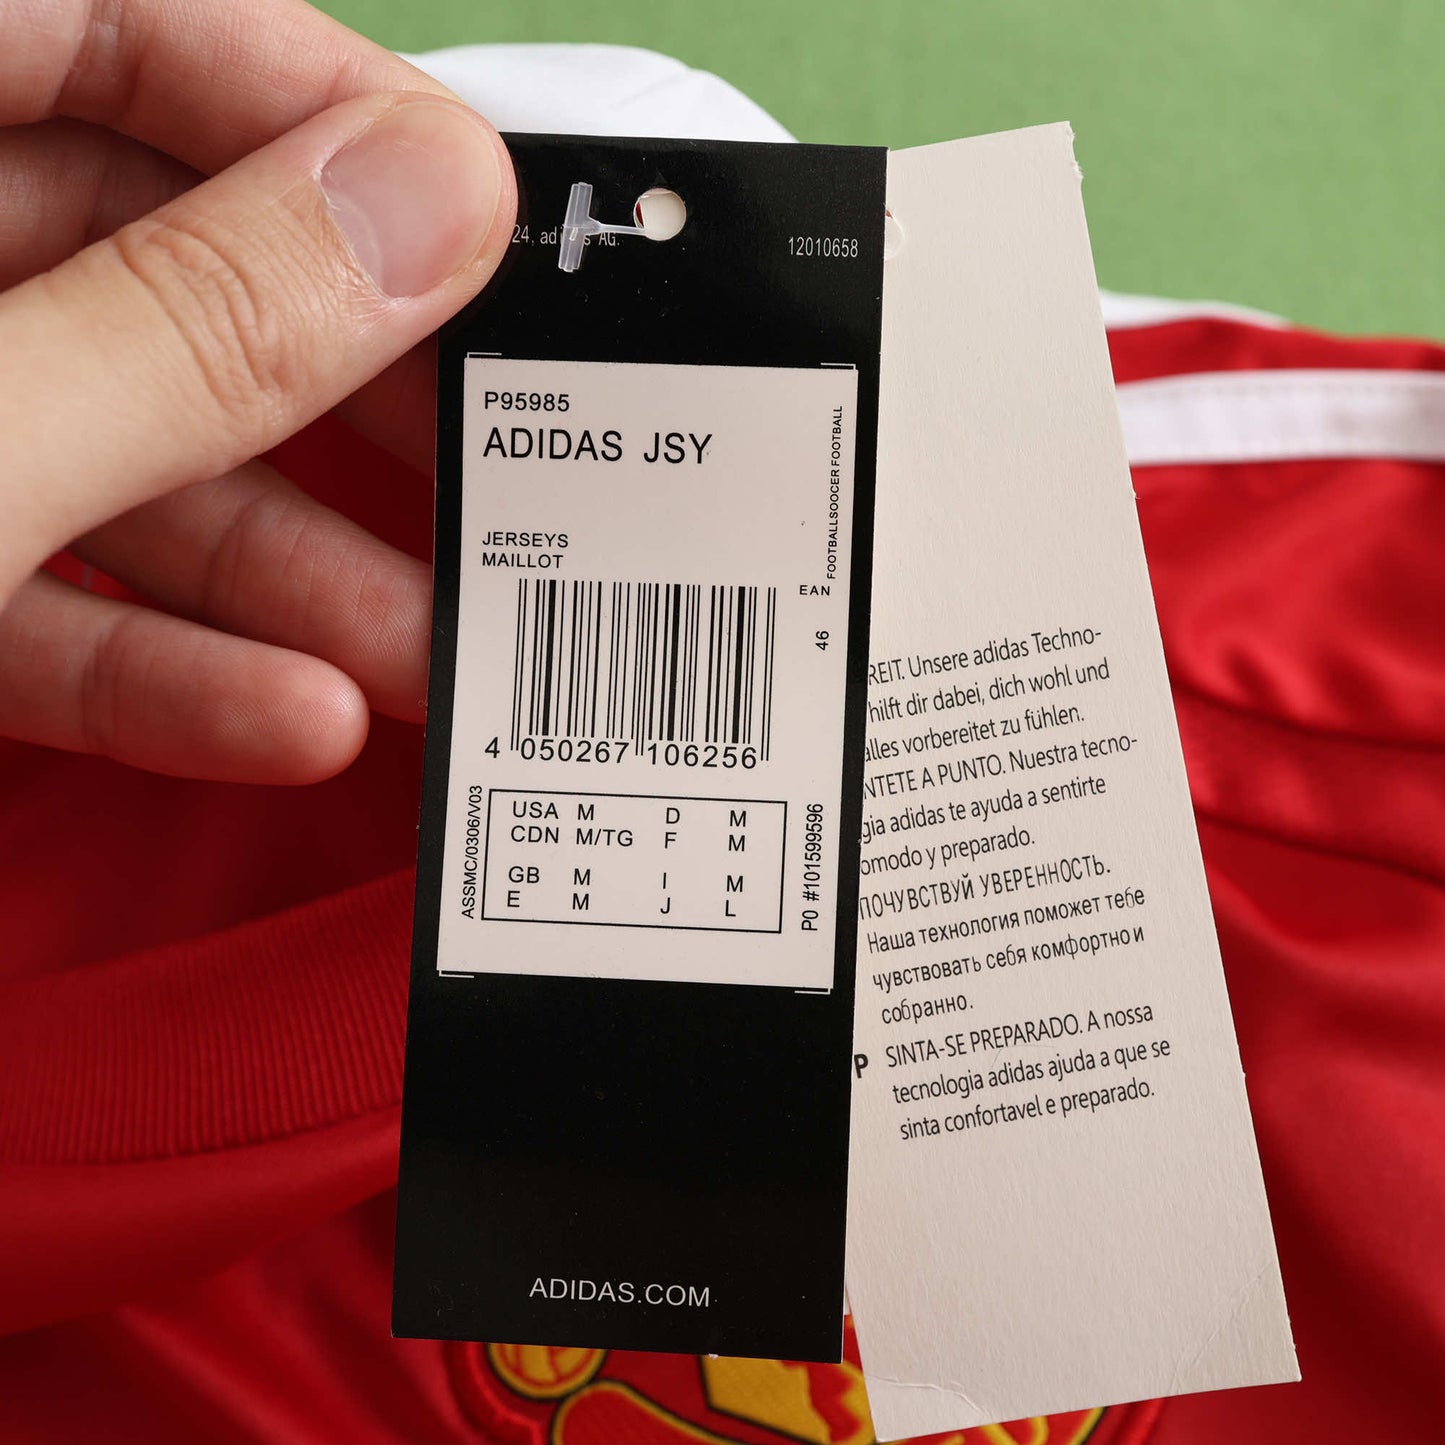 24, adidas AG.
12010658
P95985
ADIDAS JSY
FOOTBALLSOOCER FOOTBALL
JERSEYS
MAILLOT
EAN
46
4 050267 106256
ASSMC/0306/V03
USA M D M
CDN M/TG F M
GB M I M
E M J L
PO #101599596
ADIDAS.COM
REIT. Unsere adidas Techno-
hilft dir dabei, dich wohl und
alles vorbereitet zu fühlen.
NTETE A PUNTO. Nuestra tecno-
gia adidas te ayuda a sentirte
omodo y preparado.
ПОЧУВСТВУЙ УВЕРЕННОСТЬ.
Наша технология поможет тебе
чувствовать себя комфортно и
собранно.
P SINTA-SE PREPARADO. A nossa
tecnologia adidas ajuda a que se
sinta confortavel e preparado.